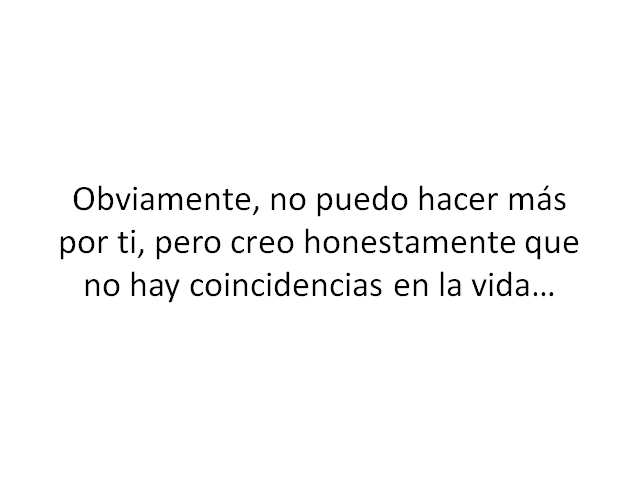 Obviamente, no puedo hacer más
por ti, pero creo honestamente que
no hay coincidencias en la vida...